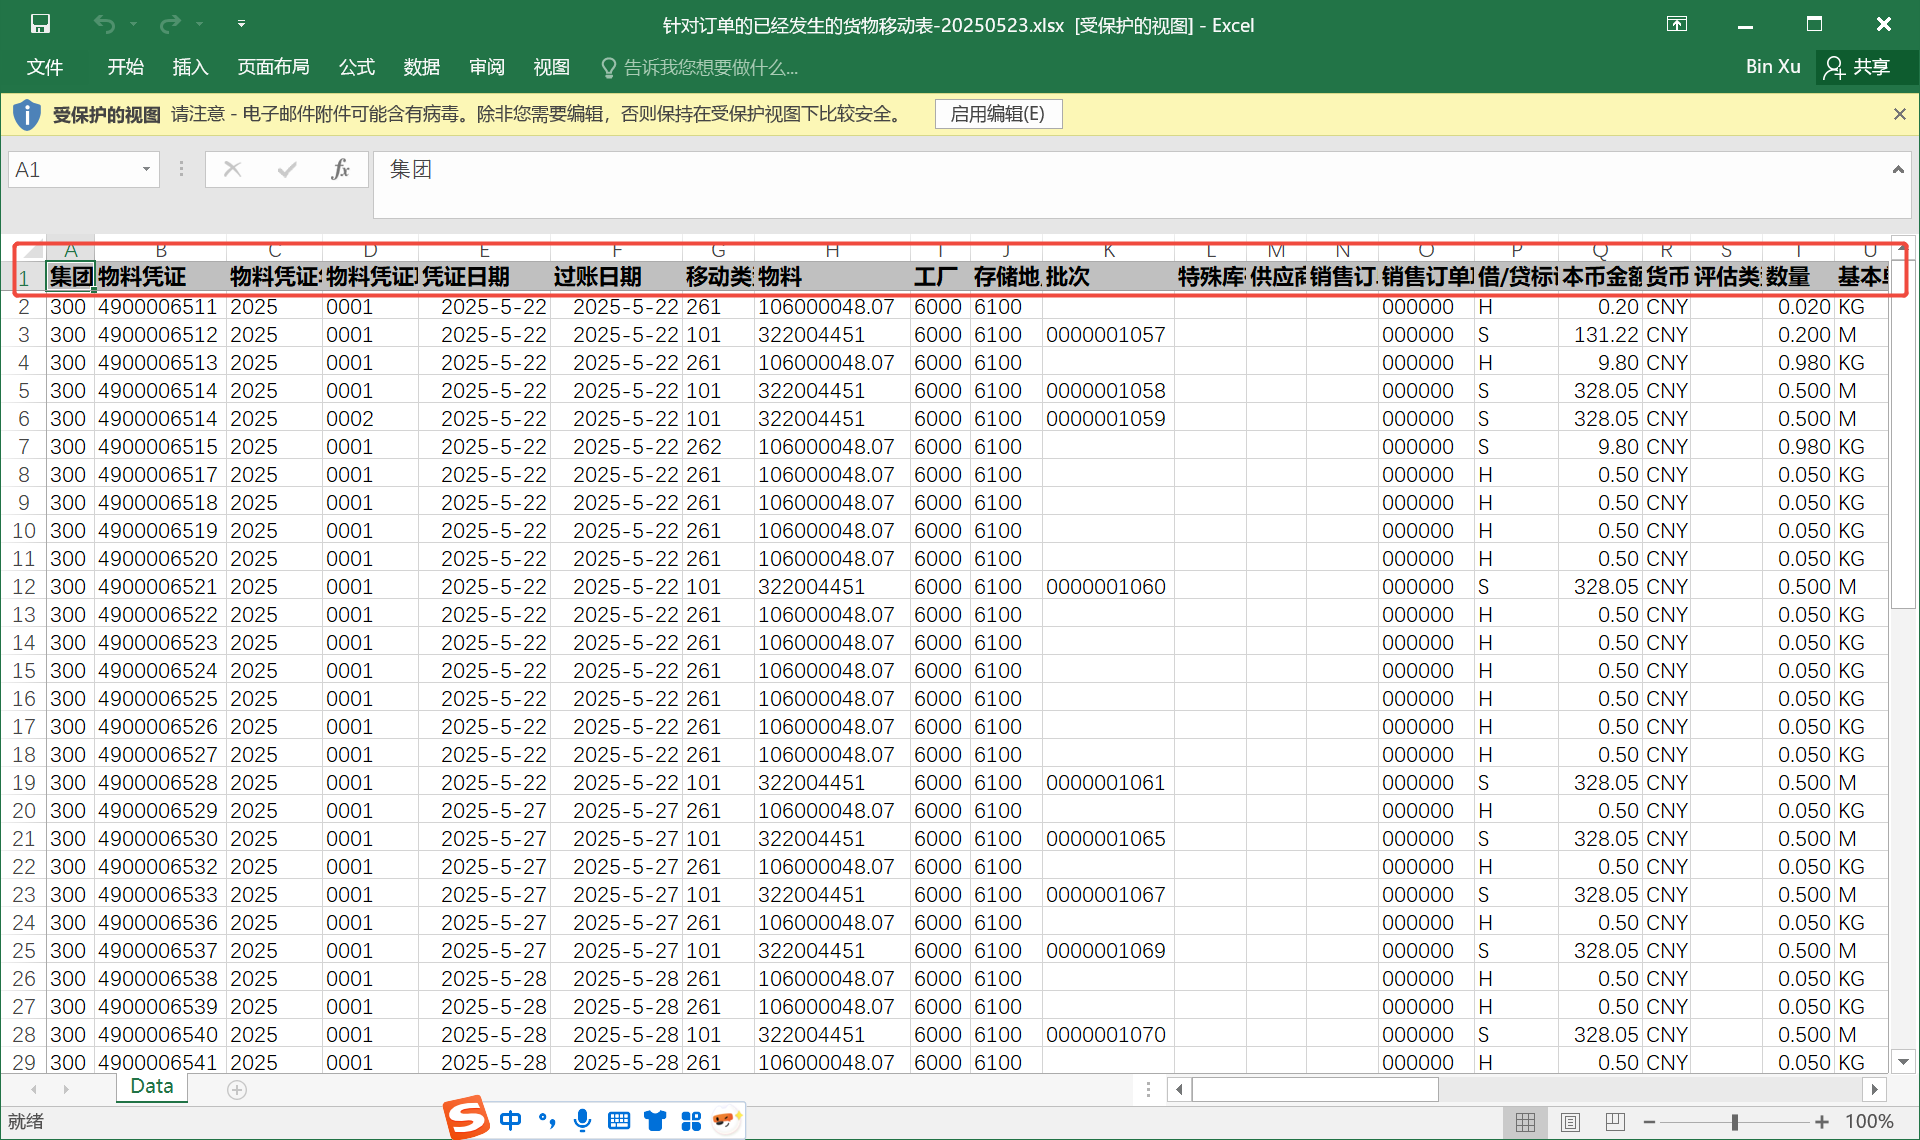 针对订单的已经发生的货物移动表-20250523.xlsx [受保护的视图] - Excel
文件 开始 插入 页面布局 公式 数据 审阅 视图 告诉我您想要做什么... Bin Xu 共享
受保护的视图 请注意 - 电子邮件附件可能含有病毒。除非您需要编辑，否则保持在受保护视图下比较安全。 启用编辑(E)
A1 fx 集团
A B C D E F G H I J K L M N O P Q R S T U
1 集团 物料凭证 物料凭证 物料凭证 凭证日期 过账日期 移动类 物料 工厂 存储地 批次 特殊库 供应商 销售订 销售订单 借/贷标 本币金额 货币 评估类 数量 基本单
2 300 4900006511 2025 0001 2025-5-22 2025-5-22 261 106000048.07 6000 6100 000000 H 0.20 CNY 0.020 KG
3 300 4900006512 2025 0001 2025-5-22 2025-5-22 101 322004451 6000 6100 0000001057 000000 S 131.22 CNY 0.200 M
4 300 4900006513 2025 0001 2025-5-22 2025-5-22 261 106000048.07 6000 6100 000000 H 9.80 CNY 0.980 KG
5 300 4900006514 2025 0001 2025-5-22 2025-5-22 101 322004451 6000 6100 0000001058 000000 S 328.05 CNY 0.500 M
6 300 4900006514 2025 0002 2025-5-22 2025-5-22 101 322004451 6000 6100 0000001059 000000 S 328.05 CNY 0.500 M
7 300 4900006515 2025 0001 2025-5-22 2025-5-22 262 106000048.07 6000 6100 000000 S 9.80 CNY 0.980 KG
8 300 4900006517 2025 0001 2025-5-22 2025-5-22 261 106000048.07 6000 6100 000000 H 0.50 CNY 0.050 KG
9 300 4900006518 2025 0001 2025-5-22 2025-5-22 261 106000048.07 6000 6100 000000 H 0.50 CNY 0.050 KG
10 300 4900006519 2025 0001 2025-5-22 2025-5-22 261 106000048.07 6000 6100 000000 H 0.50 CNY 0.050 KG
11 300 4900006520 2025 0001 2025-5-22 2025-5-22 261 106000048.07 6000 6100 000000 H 0.50 CNY 0.050 KG
12 300 4900006521 2025 0001 2025-5-22 2025-5-22 101 322004451 6000 6100 0000001060 000000 S 328.05 CNY 0.500 M
13 300 4900006522 2025 0001 2025-5-22 2025-5-22 261 106000048.07 6000 6100 000000 H 0.50 CNY 0.050 KG
14 300 4900006523 2025 0001 2025-5-22 2025-5-22 261 106000048.07 6000 6100 000000 H 0.50 CNY 0.050 KG
15 300 4900006524 2025 0001 2025-5-22 2025-5-22 261 106000048.07 6000 6100 000000 H 0.50 CNY 0.050 KG
16 300 4900006525 2025 0001 2025-5-22 2025-5-22 261 106000048.07 6000 6100 000000 H 0.50 CNY 0.050 KG
17 300 4900006526 2025 0001 2025-5-22 2025-5-22 261 106000048.07 6000 6100 000000 H 0.50 CNY 0.050 KG
18 300 4900006527 2025 0001 2025-5-22 2025-5-22 261 106000048.07 6000 6100 000000 H 0.50 CNY 0.050 KG
19 300 4900006528 2025 0001 2025-5-22 2025-5-22 101 322004451 6000 6100 0000001061 000000 S 328.05 CNY 0.500 M
20 300 4900006529 2025 0001 2025-5-27 2025-5-27 261 106000048.07 6000 6100 000000 H 0.50 CNY 0.050 KG
21 300 4900006530 2025 0001 2025-5-27 2025-5-27 101 322004451 6000 6100 0000001065 000000 S 328.05 CNY 0.500 M
22 300 4900006532 2025 0001 2025-5-27 2025-5-27 261 106000048.07 6000 6100 000000 H 0.50 CNY 0.050 KG
23 300 4900006533 2025 0001 2025-5-27 2025-5-27 101 322004451 6000 6100 0000001067 000000 S 328.05 CNY 0.500 M
24 300 4900006536 2025 0001 2025-5-27 2025-5-27 261 106000048.07 6000 6100 000000 H 0.50 CNY 0.050 KG
25 300 4900006537 2025 0001 2025-5-27 2025-5-27 101 322004451 6000 6100 0000001069 000000 S 328.05 CNY 0.500 M
26 300 4900006538 2025 0001 2025-5-28 2025-5-28 261 106000048.07 6000 6100 000000 H 0.50 CNY 0.050 KG
27 300 4900006539 2025 0001 2025-5-28 2025-5-28 261 106000048.07 6000 6100 000000 H 0.50 CNY 0.050 KG
28 300 4900006540 2025 0001 2025-5-28 2025-5-28 101 322004451 6000 6100 0000001070 000000 S 328.05 CNY 0.500 M
29 300 4900006541 2025 0001 2025-5-28 2025-5-28 261 106000048.07 6000 6100 000000 H 0.50 CNY 0.050 KG
Data
就绪 S 中 100%